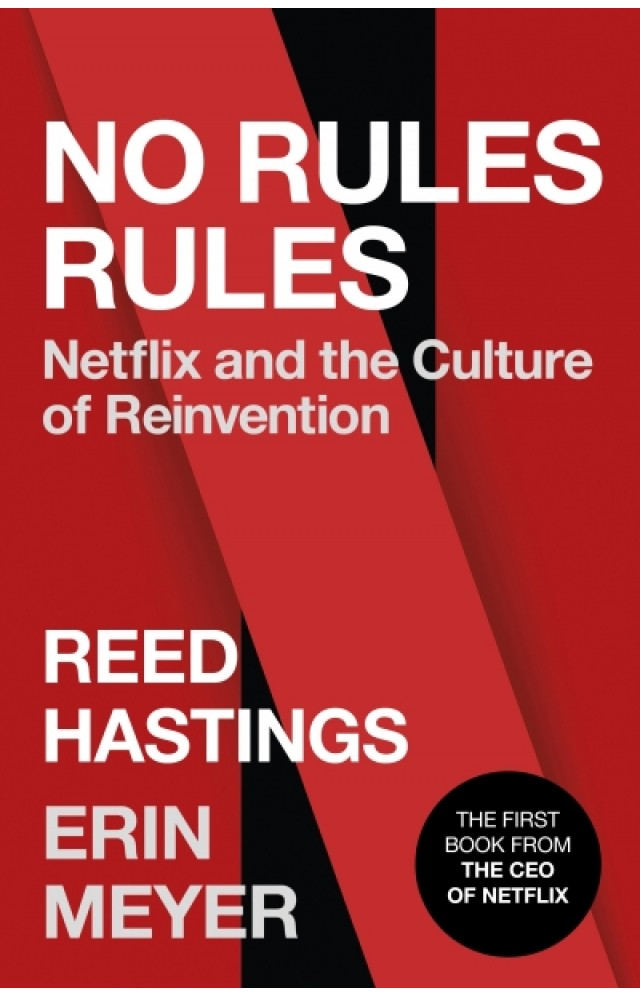 NO RULES
RULES
Netflix and the Culture
of Reinvention
REED
HASTINGS
ERIN
MEYER
THE FIRST
BOOK FROM
THE CEO
OF NETFLIX